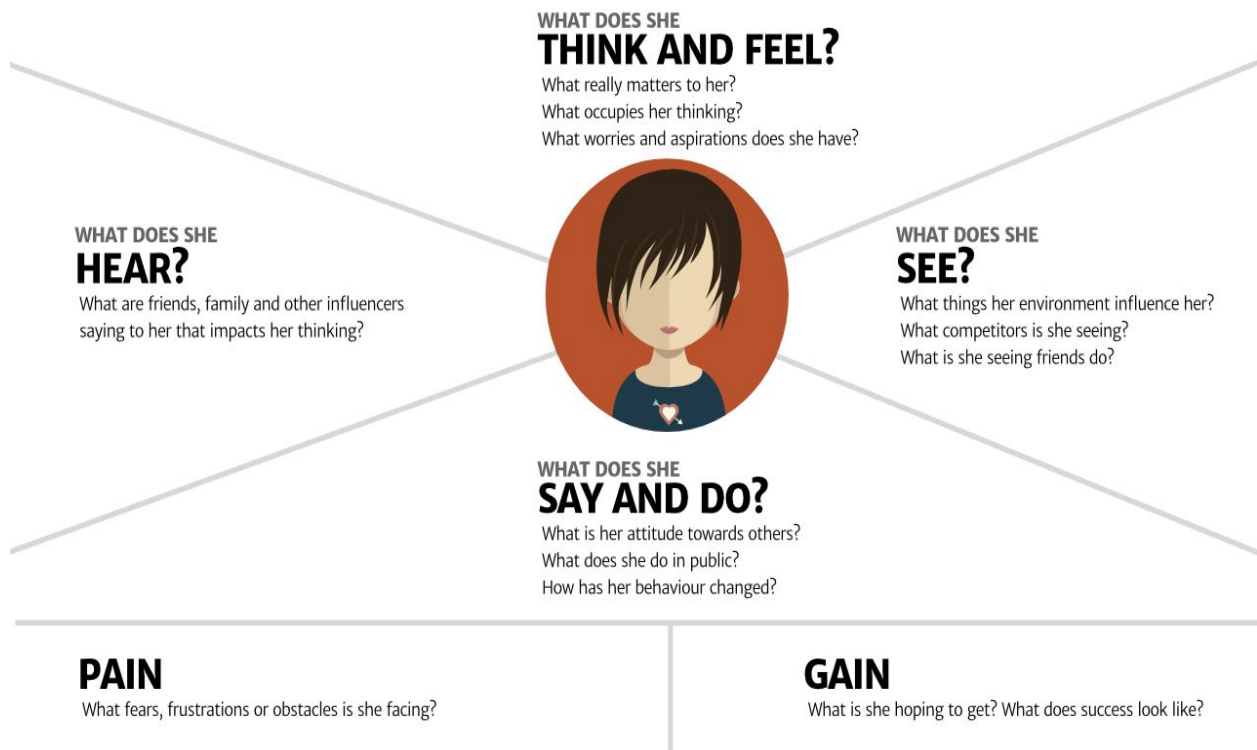 WHAT DOES SHE
THINK AND FEEL?
What really matters to her?
What occupies her thinking?
What worries and aspirations does she have?
WHAT DOES SHE
HEAR?
What are friends, family and other influencers
saying to her that impacts her thinking?
WHAT DOES SHE
SEE?
What things her environment influence her?
What competitors is she seeing?
What is she seeing friends do?
WHAT DOES SHE
SAY AND DO?
What is her attitude towards others?
What does she do in public?
How has her behaviour changed?
PAIN
What fears, frustrations or obstacles is she facing?
GAIN
What is she hoping to get? What does success look like?